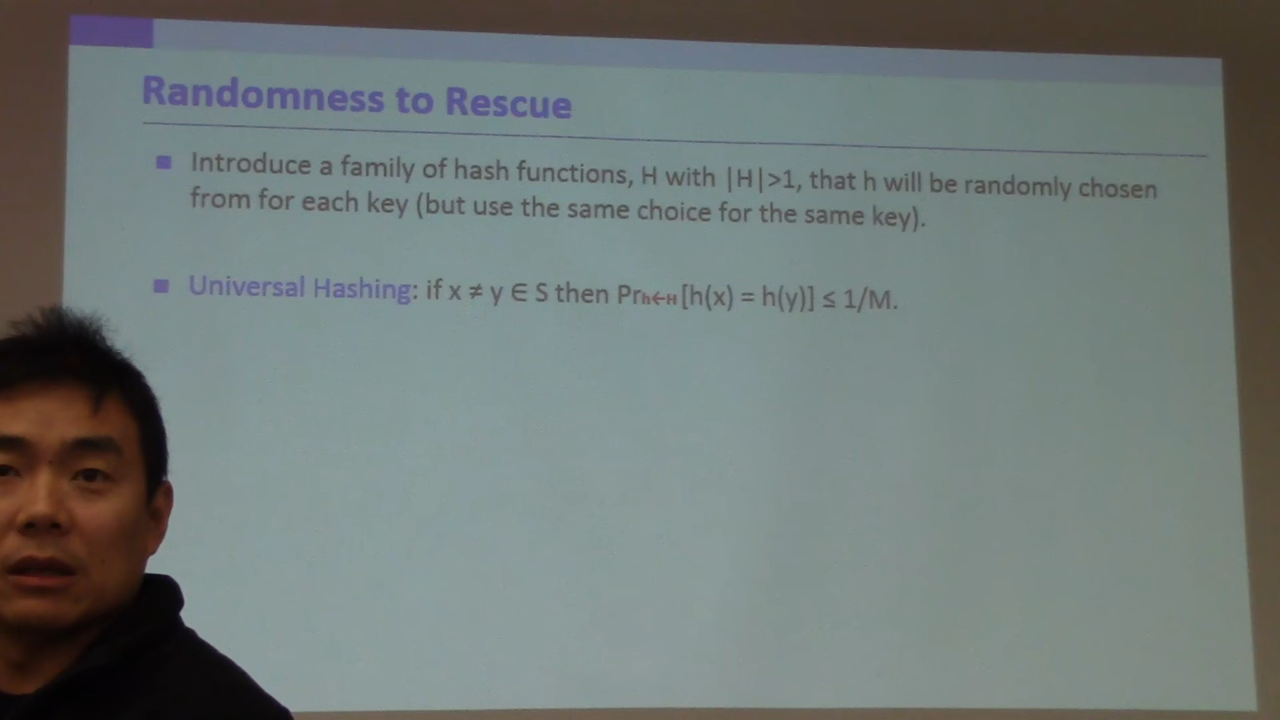 Randomness to Rescue
Introduce a family of hash functions, H with |H|>1, that h will be randomly chosen
from for each key (but use the same choice for the same key).
Universal Hashing: if x ≠ y ∈ S then Prh←H [h(x) = h(y)] ≤ 1/M.